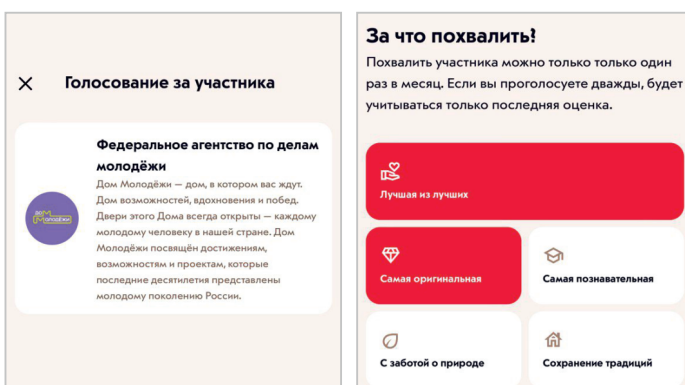 Голосование за участника
Федеральное агентство по делам
молодёжи
Дом Молодёжи — дом, в котором вас ждут.
Дом возможностей, вдохновения и побед.
Двери этого Дома всегда открыты — каждому
молодому человеку в нашей стране. Дом
Молодёжи посвящён достижениям,
возможностям и проектам, которые
последние десятилетия представлены
молодому поколению России.
За что похвалить?
Похвалить участника можно только только один
раз в месяц. Если вы проголосуете дважды, будет
учитываться только последняя оценка.
Лучшая из лучших
Самая оригинальная
Самая познавательная
С заботой о природе
Сохранение традиций